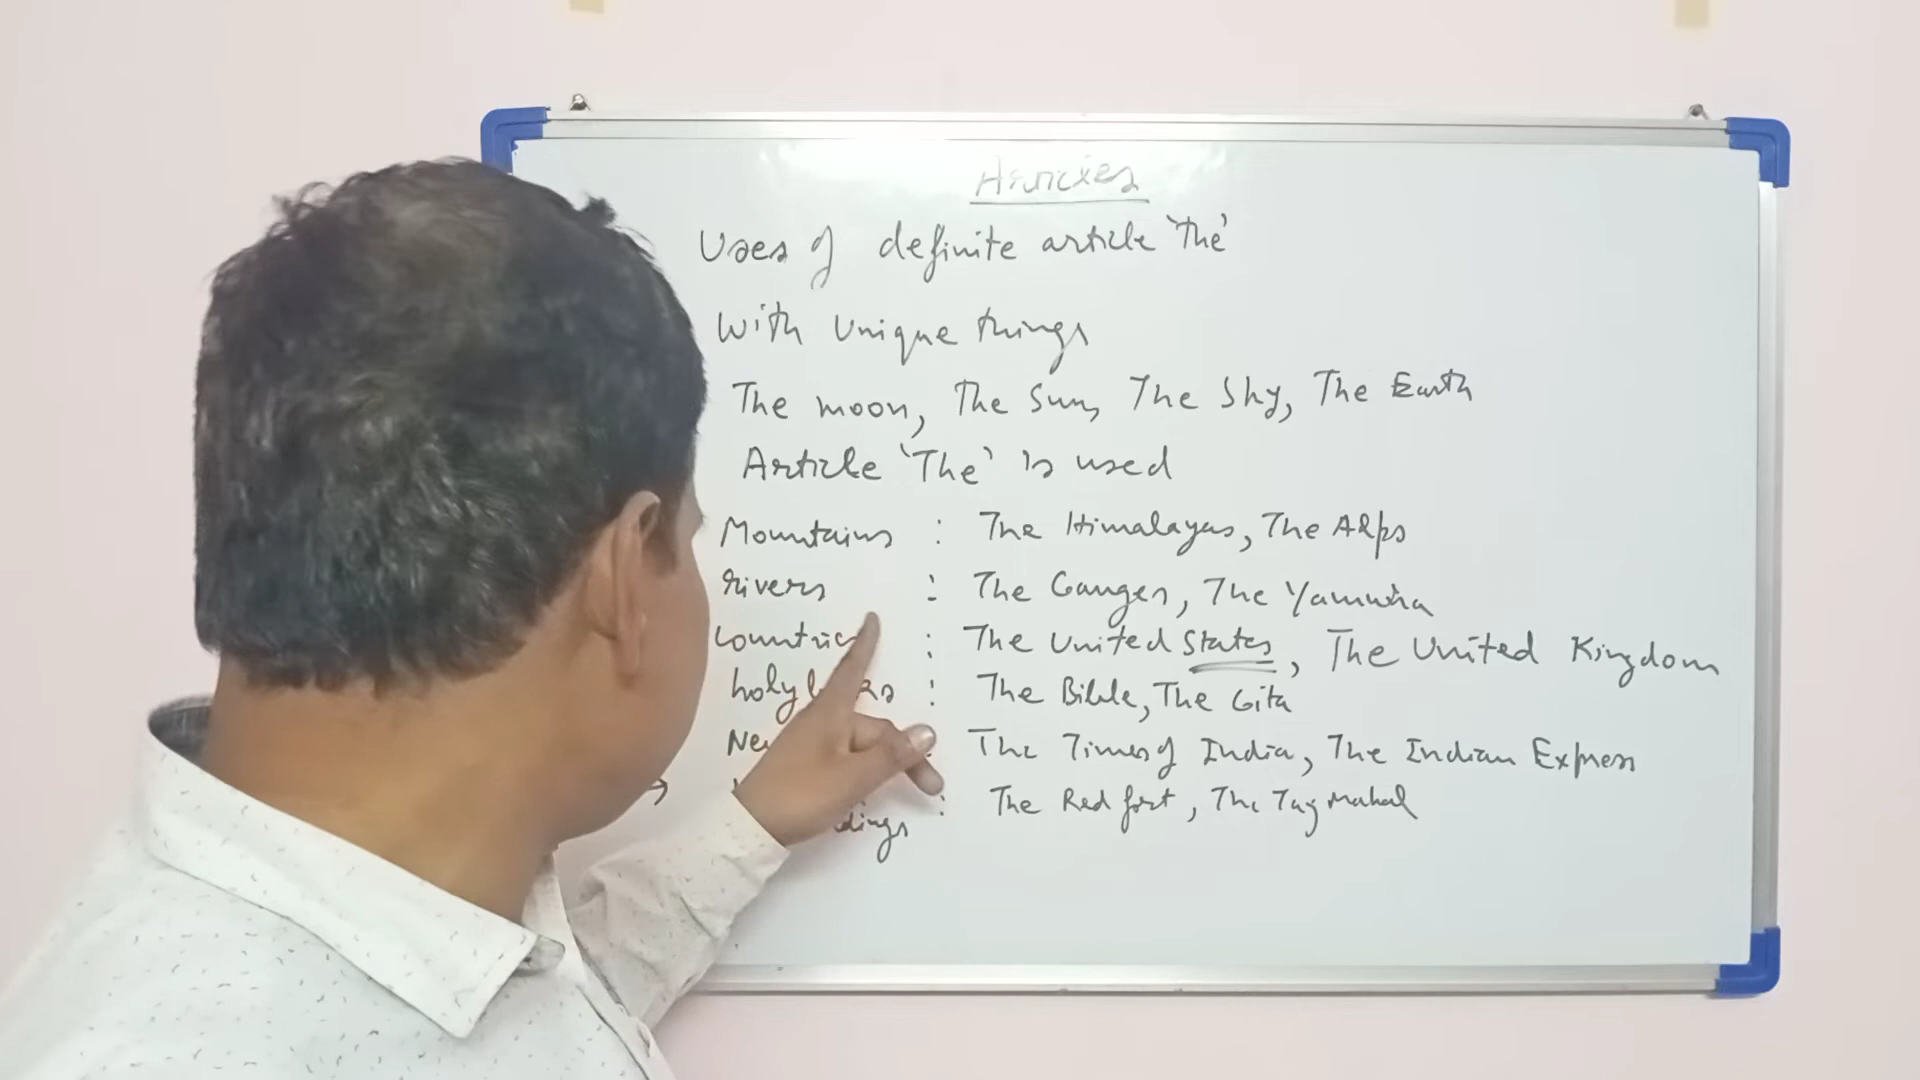 Articles
Uses of definite article 'The'
With Unique things
The moon, The Sun, The Sky, The Earth
Article 'The' is used
Mountains : The Himalayas, The Alps
rivers : The Ganges, The Yamuna
: The United States, The United Kingdom
holy : The Bible, The Gita
: The Times of India, The Indian Express
→ : The Red fort, The Taj Mahal